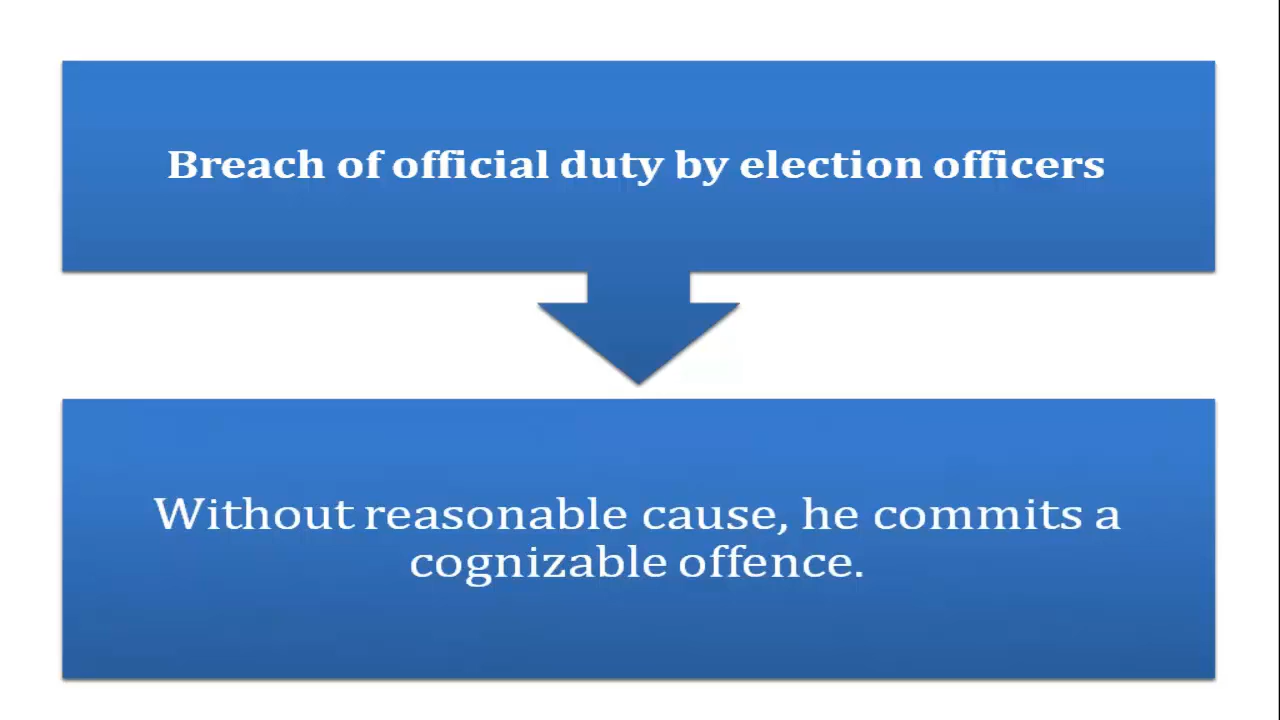 Breach of official duty by election officers
Without reasonable cause, he commits a
cognizable offence.